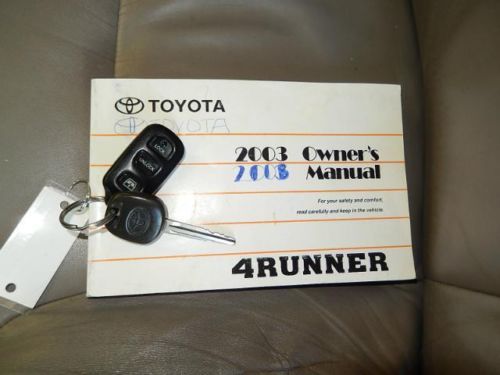 TOYOTA
TOYOTA
2003 Owner's
2003 Manual
For your safety and comfort,
read carefully and keep in the vehicle.
4RUNNER
LOCK
UNLOCK